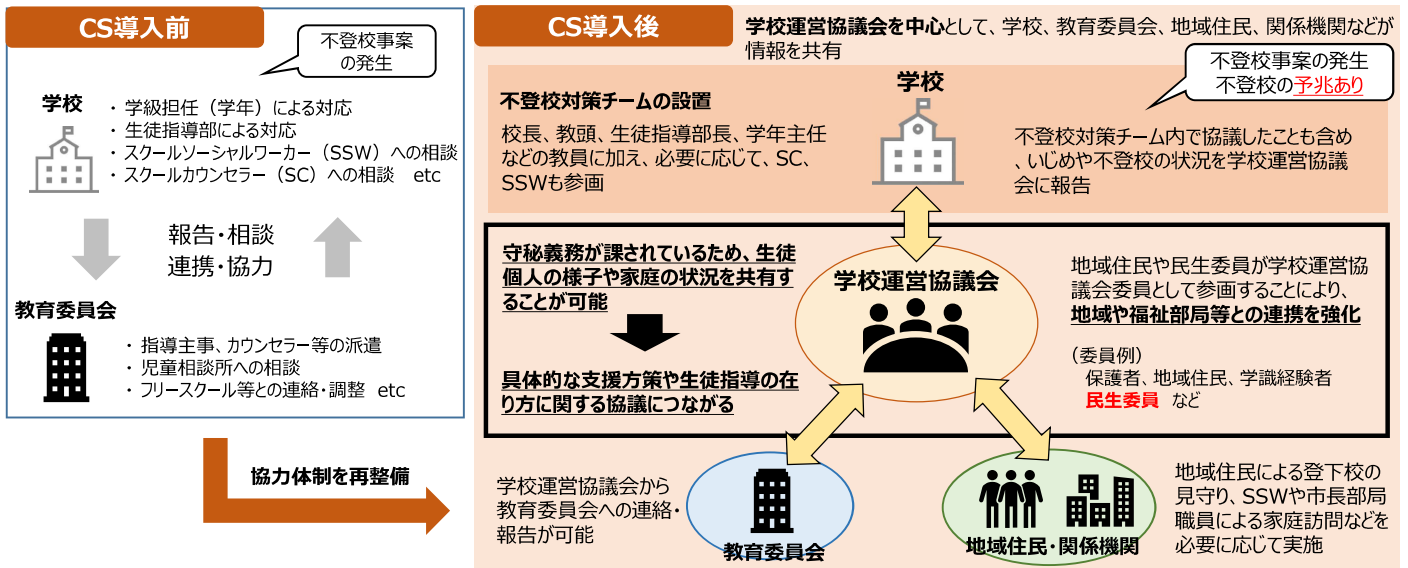 CS導入前
不登校事案
の発生
学校
・ 学級担任（学年）による対応
・ 生徒指導部による対応
・ スクールソーシャルワーカー（SSW）への相談
・ スクールカウンセラー（SC）への相談　etc
報告・相談
連携・協力
教育委員会
・ 指導主事、カウンセラー等の派遣
・ 児童相談所への相談
・ フリースクール等との連絡・調整　etc
協力体制を再整備
CS導入後
学校運営協議会を中心として、学校、教育委員会、地域住民、関係機関などが
情報を共有
不登校事案の発生
不登校の予兆あり
学校
不登校対策チームの設置
校長、教頭、生徒指導部長、学年主任
などの教員に加え、必要に応じて、SC、
SSWも参画
不登校対策チーム内で協議したことも含め
、いじめや不登校の状況を学校運営協議
会に報告
守秘義務が課されているため、生徒
個人の様子や家庭の状況を共有す
ることが可能
具体的な支援方策や生徒指導の在
り方に関する協議につながる
学校運営協議会
地域住民や民生委員が学校運営協
議会委員として参画することにより、
地域や福祉部局等との連携を強化
（委員例）
保護者、地域住民、学識経験者
民生委員　など
学校運営協議会から
教育委員会への連絡・
報告が可能
教育委員会
地域住民・関係機関
地域住民による登下校の
見守り、SSWや市長部局
職員による家庭訪問などを
必要に応じて実施